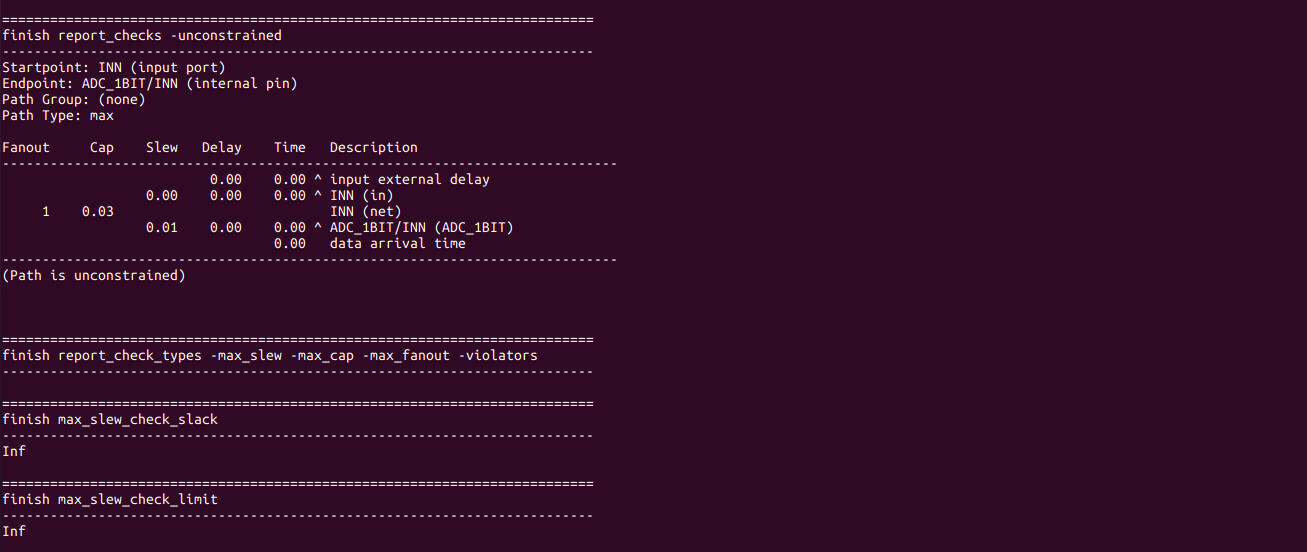 ==========================================================================
finish report_checks -unconstrained
--------------------------------------------------------------------------
Startpoint: INN (input port)
Endpoint: ADC_1BIT/INN (internal pin)
Path Group: (none)
Path Type: max

Fanout     Cap    Slew   Delay    Time   Description
-----------------------------------------------------------------------------
                          0.00    0.00 ^ input external delay
                  0.00    0.00    0.00 ^ INN (in)
     1    0.03                           INN (net)
                  0.01    0.00    0.00 ^ ADC_1BIT/INN (ADC_1BIT)
                                  0.00   data arrival time
-----------------------------------------------------------------------------
(Path is unconstrained)

==========================================================================
finish report_check_types -max_slew -max_cap -max_fanout -violators
--------------------------------------------------------------------------

==========================================================================
finish max_slew_check_slack
--------------------------------------------------------------------------
Inf

==========================================================================
finish max_slew_check_limit
--------------------------------------------------------------------------
Inf